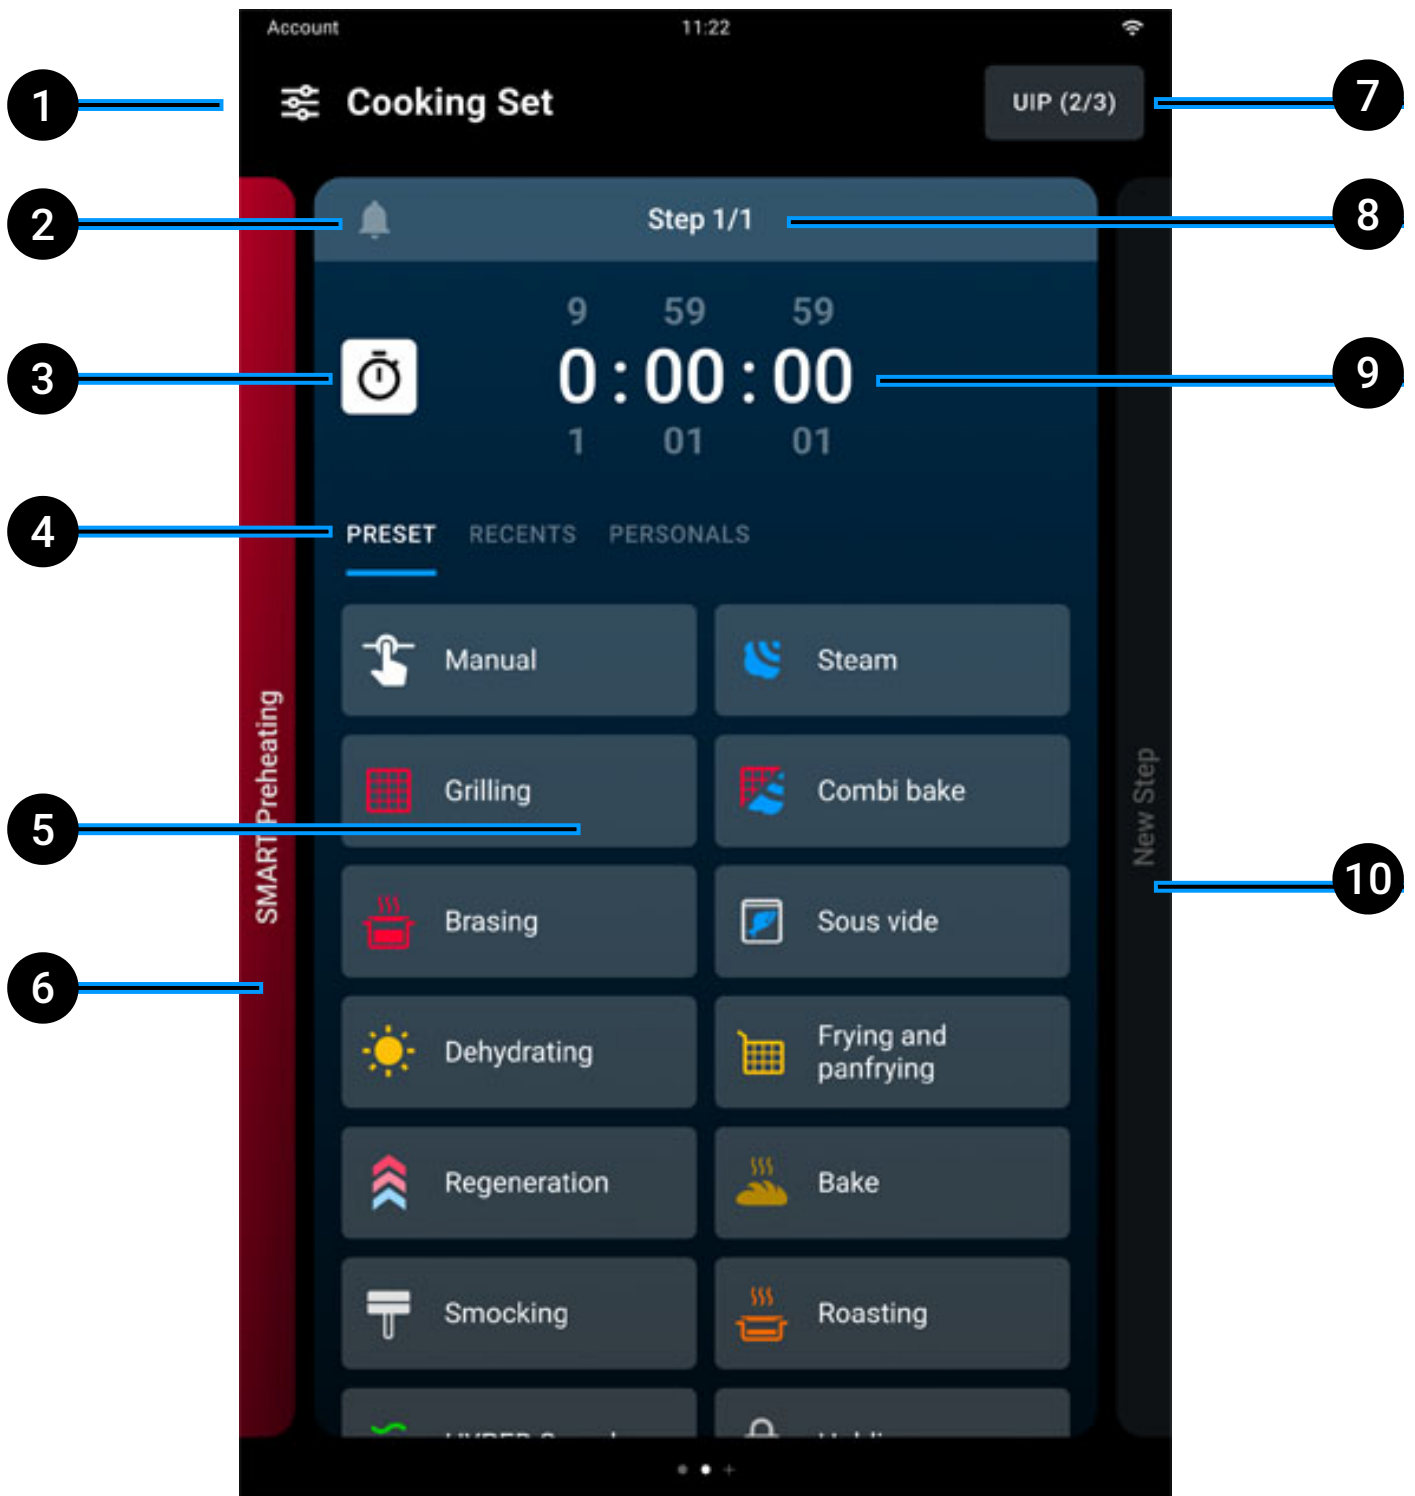 Account 11:22
1 Cooking Set UIP (2/3) 7
2 Step 1/1 8
9 59 59
3 0 : 00 : 00 9
1 01 01
4 PRESET RECENTS PERSONALS
Manual Steam
Grilling Combi bake
5
SMART Preheating
New Step
10
Brasing Sous vide
6
Dehydrating Frying and
panfrying
Regeneration Bake
Smocking Roasting